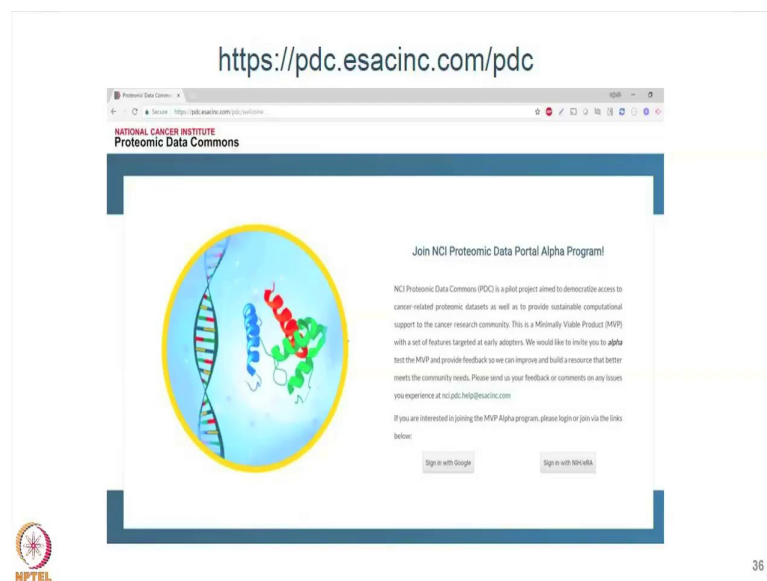 https://pdc.esacinc.com/pdc
Proteomic Data Commons
Secure https://pdc.esacinc.com/pdc/welcome
NATIONAL CANCER INSTITUTE
Proteomic Data Commons
Join NCI Proteomic Data Portal Alpha Program!
NCI Proteomic Data Commons (PDC) is a pilot project aimed to democratize access to
cancer-related proteomic datasets as well as to provide sustainable computational
support to the cancer research community. This is a Minimally Viable Product (MVP)
with a set of features targeted at early adopters. We would like to invite you to alpha
test the MVP and provide feedback so we can improve and build a resource that better
meets the community needs. Please send us your feedback or comments on any issues
you experience at nci.pdc.help@esacinc.com
If you are interested in joining the MVP Alpha program, please login or join via the links
below:
Sign in with Google
Sign in with NIH/eRA
NPTEL
36